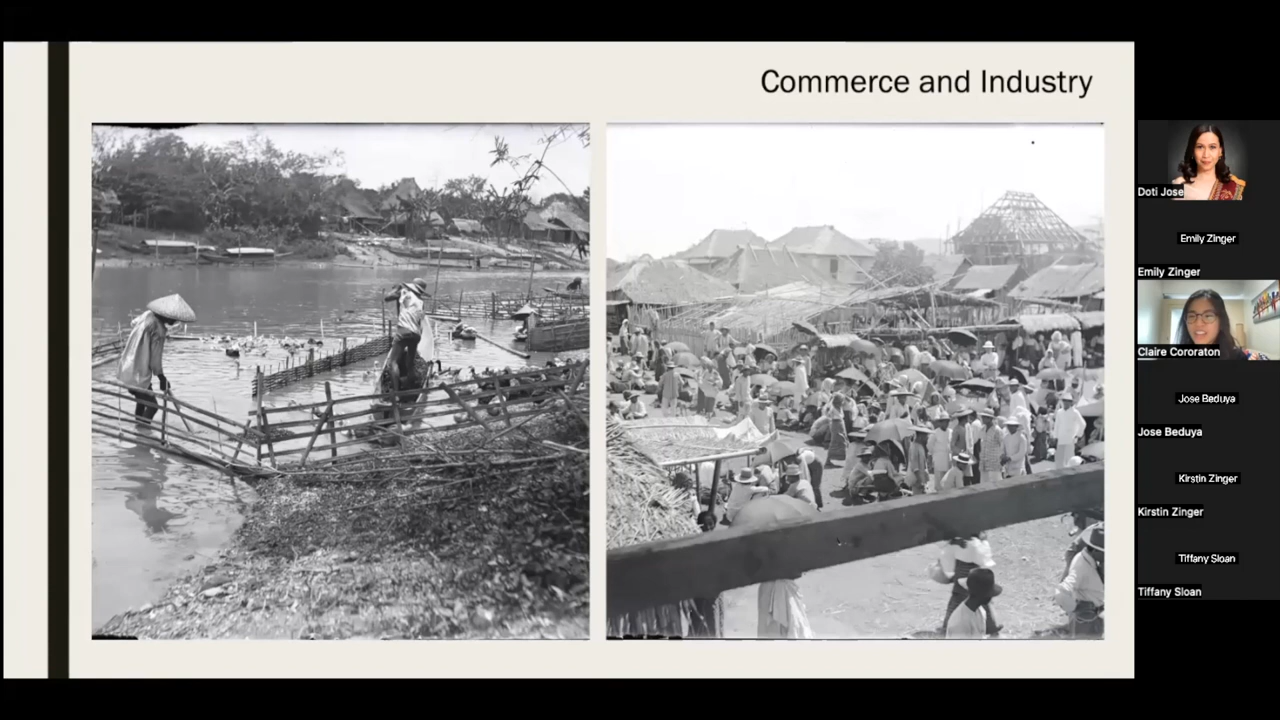 Commerce and Industry
Doti Jose
Emily Zinger
Emily Zinger
Claire Cororaton
Jose Beduya
Jose Beduya
Kirstin Zinger
Kirstin Zinger
Tiffany Sloan
Tiffany Sloan